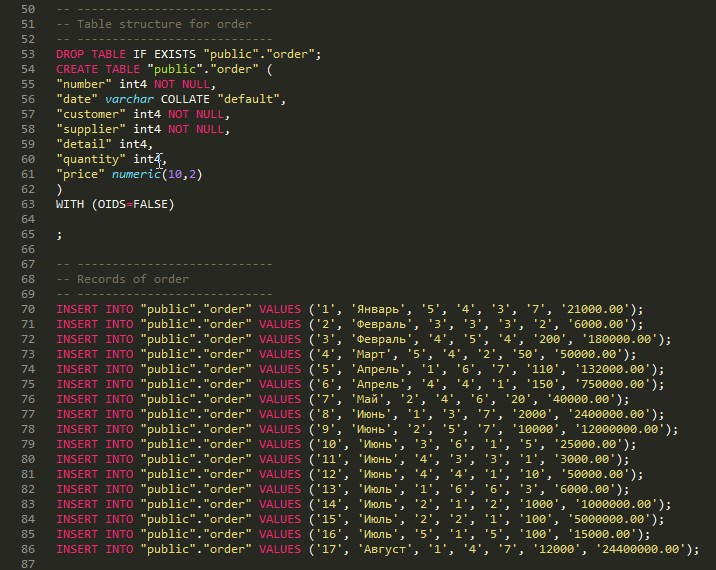 50 -- ----------------------------
51 -- Table structure for order
52 -- ----------------------------
53 DROP TABLE IF EXISTS "public"."order";
54 CREATE TABLE "public"."order" (
55 "number" int4 NOT NULL,
56 "date" varchar COLLATE "default",
57 "customer" int4 NOT NULL,
58 "supplier" int4 NOT NULL,
59 "detail" int4,
60 "quantity" int4,
61 "price" numeric(10,2)
62 )
63 WITH (OIDS=FALSE)
64
65 ;
66
67 -- ----------------------------
68 -- Records of order
69 -- ----------------------------
70 INSERT INTO "public"."order" VALUES ('1', 'Январь', '5', '4', '3', '7', '21000.00');
71 INSERT INTO "public"."order" VALUES ('2', 'Февраль', '3', '3', '3', '2', '6000.00');
72 INSERT INTO "public"."order" VALUES ('3', 'Февраль', '4', '5', '4', '200', '180000.00');
73 INSERT INTO "public"."order" VALUES ('4', 'Март', '5', '4', '2', '50', '50000.00');
74 INSERT INTO "public"."order" VALUES ('5', 'Апрель', '1', '6', '7', '110', '132000.00');
75 INSERT INTO "public"."order" VALUES ('6', 'Апрель', '4', '4', '1', '150', '750000.00');
76 INSERT INTO "public"."order" VALUES ('7', 'Май', '2', '4', '6', '20', '40000.00');
77 INSERT INTO "public"."order" VALUES ('8', 'Июнь', '1', '3', '7', '2000', '2400000.00');
78 INSERT INTO "public"."order" VALUES ('9', 'Июнь', '2', '5', '7', '10000', '12000000.00');
79 INSERT INTO "public"."order" VALUES ('10', 'Июнь', '3', '6', '1', '5', '25000.00');
80 INSERT INTO "public"."order" VALUES ('11', 'Июнь', '4', '3', '3', '1', '3000.00');
81 INSERT INTO "public"."order" VALUES ('12', 'Июнь', '4', '4', '1', '10', '50000.00');
82 INSERT INTO "public"."order" VALUES ('13', 'Июль', '1', '6', '6', '3', '6000.00');
83 INSERT INTO "public"."order" VALUES ('14', 'Июль', '2', '1', '2', '1000', '1000000.00');
84 INSERT INTO "public"."order" VALUES ('15', 'Июль', '2', '2', '1', '100', '5000000.00');
85 INSERT INTO "public"."order" VALUES ('16', 'Июль', '5', '1', '5', '100', '15000.00');
86 INSERT INTO "public"."order" VALUES ('17', 'Август', '1', '4', '7', '12000', '24400000.00');
87